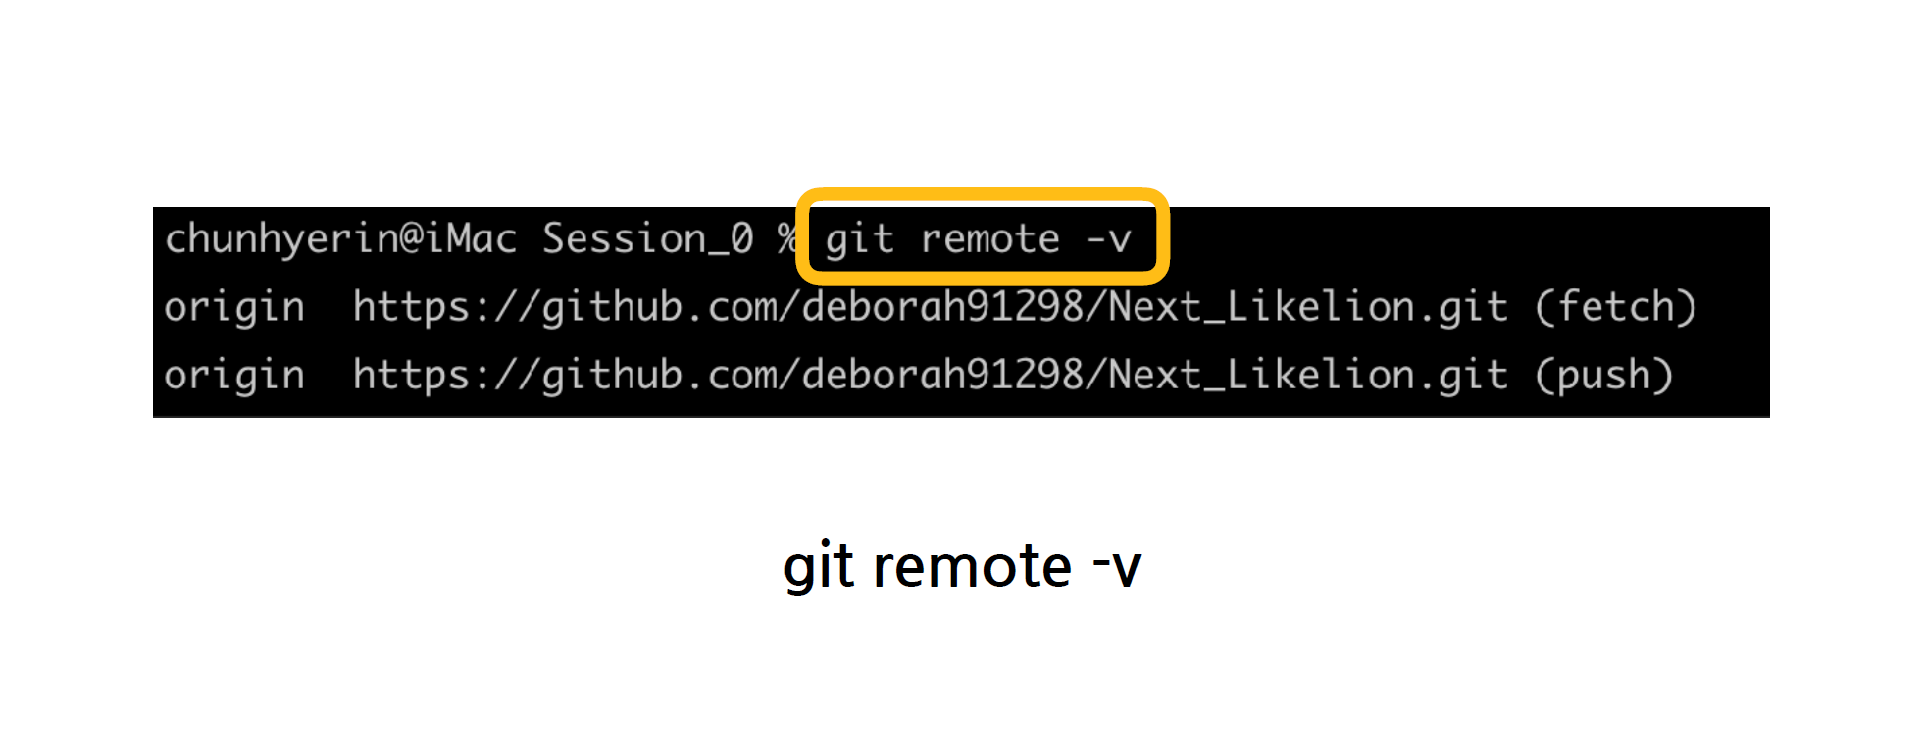 chunhyerin@iMac Session_0 % git remote -v
origin  https://github.com/deborah91298/Next_Likelion.git (fetch)
origin  https://github.com/deborah91298/Next_Likelion.git (push)
git remote -v